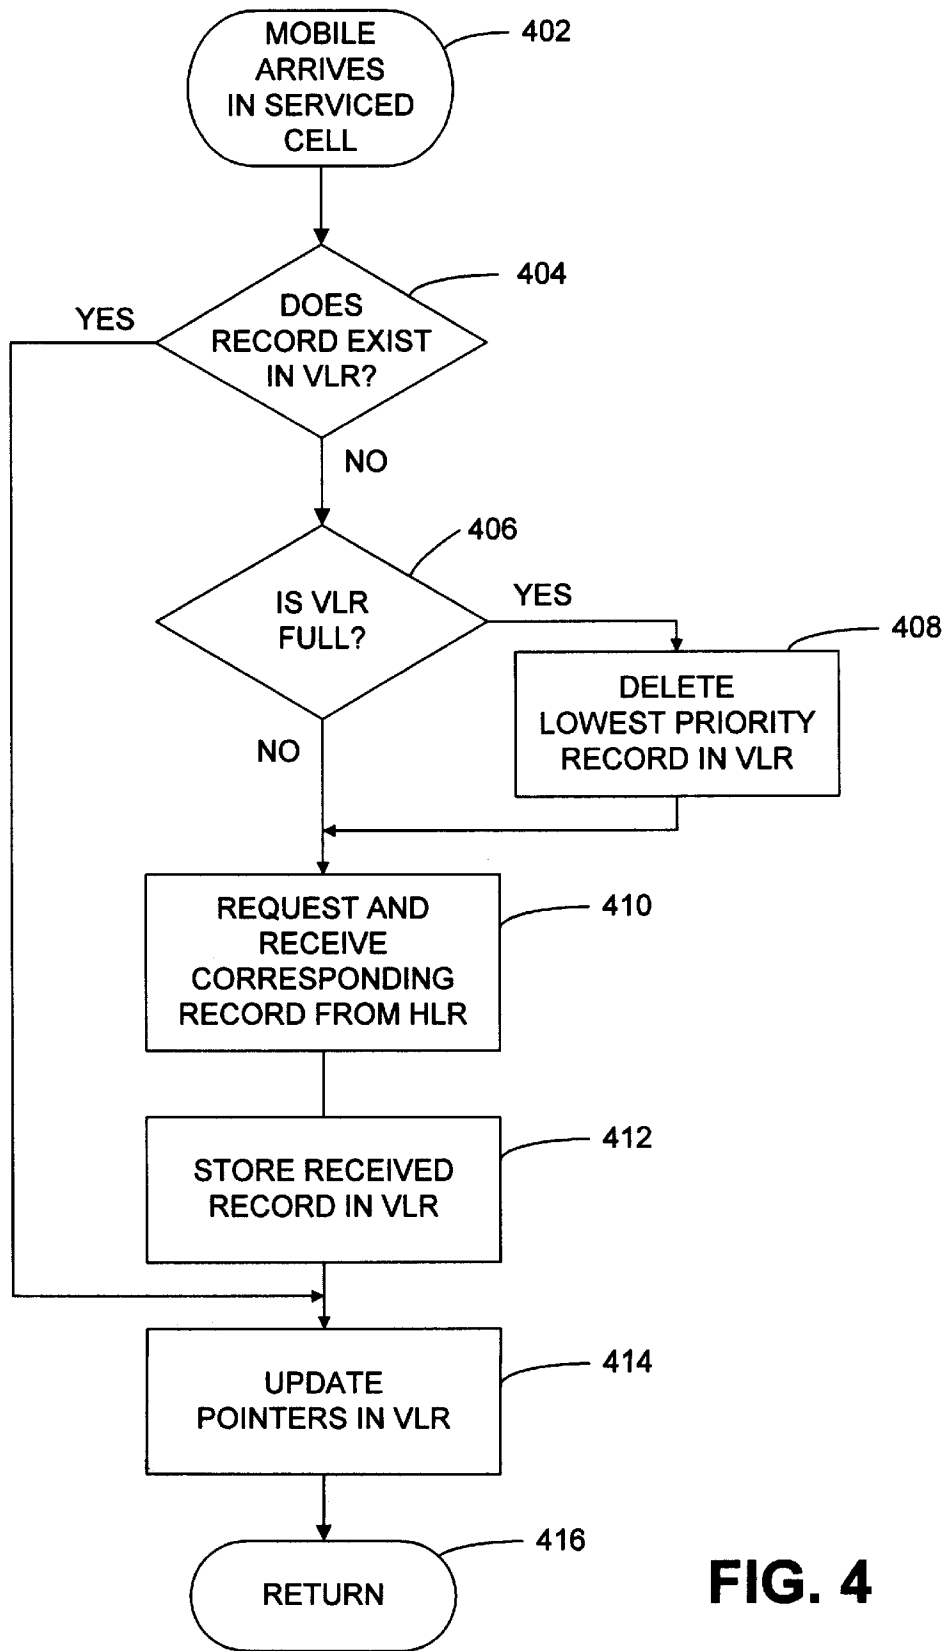 MOBILE
ARRIVES
IN SERVICED
CELL
402
404
YES
DOES
RECORD EXIST
IN VLR?
NO
406
IS VLR
FULL?
YES
408
DELETE
LOWEST PRIORITY
RECORD IN VLR
NO
REQUEST AND
RECEIVE
CORRESPONDING
RECORD FROM HLR
410
STORE RECEIVED
RECORD IN VLR
412
UPDATE
POINTERS IN VLR
414
RETURN
416
FIG. 4